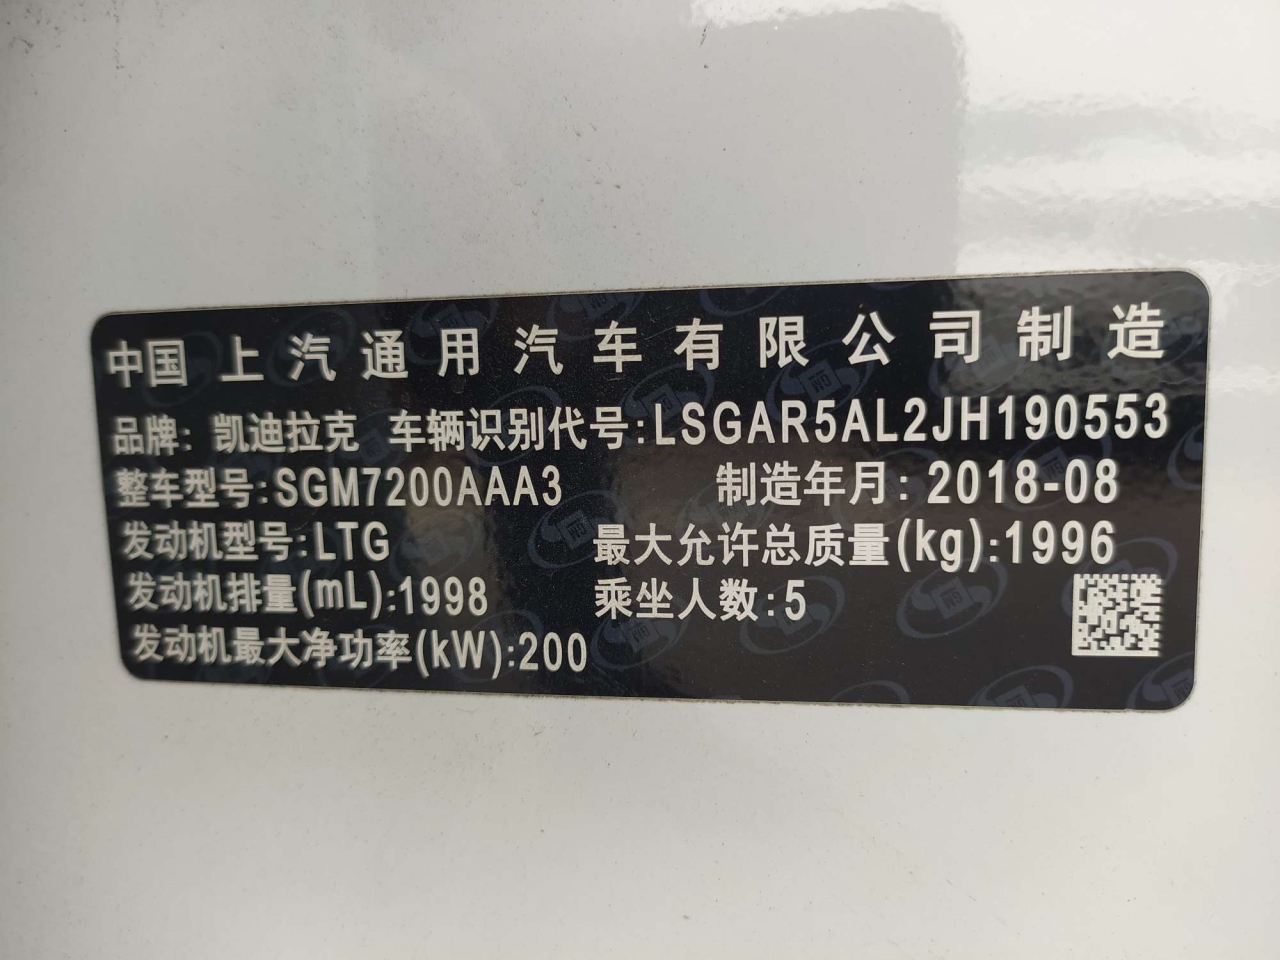 中国上汽通用汽车有限公司制造
品牌: 凯迪拉克 车辆识别代号:LSGAR5AL2JH190553
整车型号:SGM7200AAA3 制造年月: 2018-08
发动机型号:LTG 最大允许总质量(kg):1996
发动机排量(mL):1998 乘坐人数:5
发动机最大净功率(kW):200